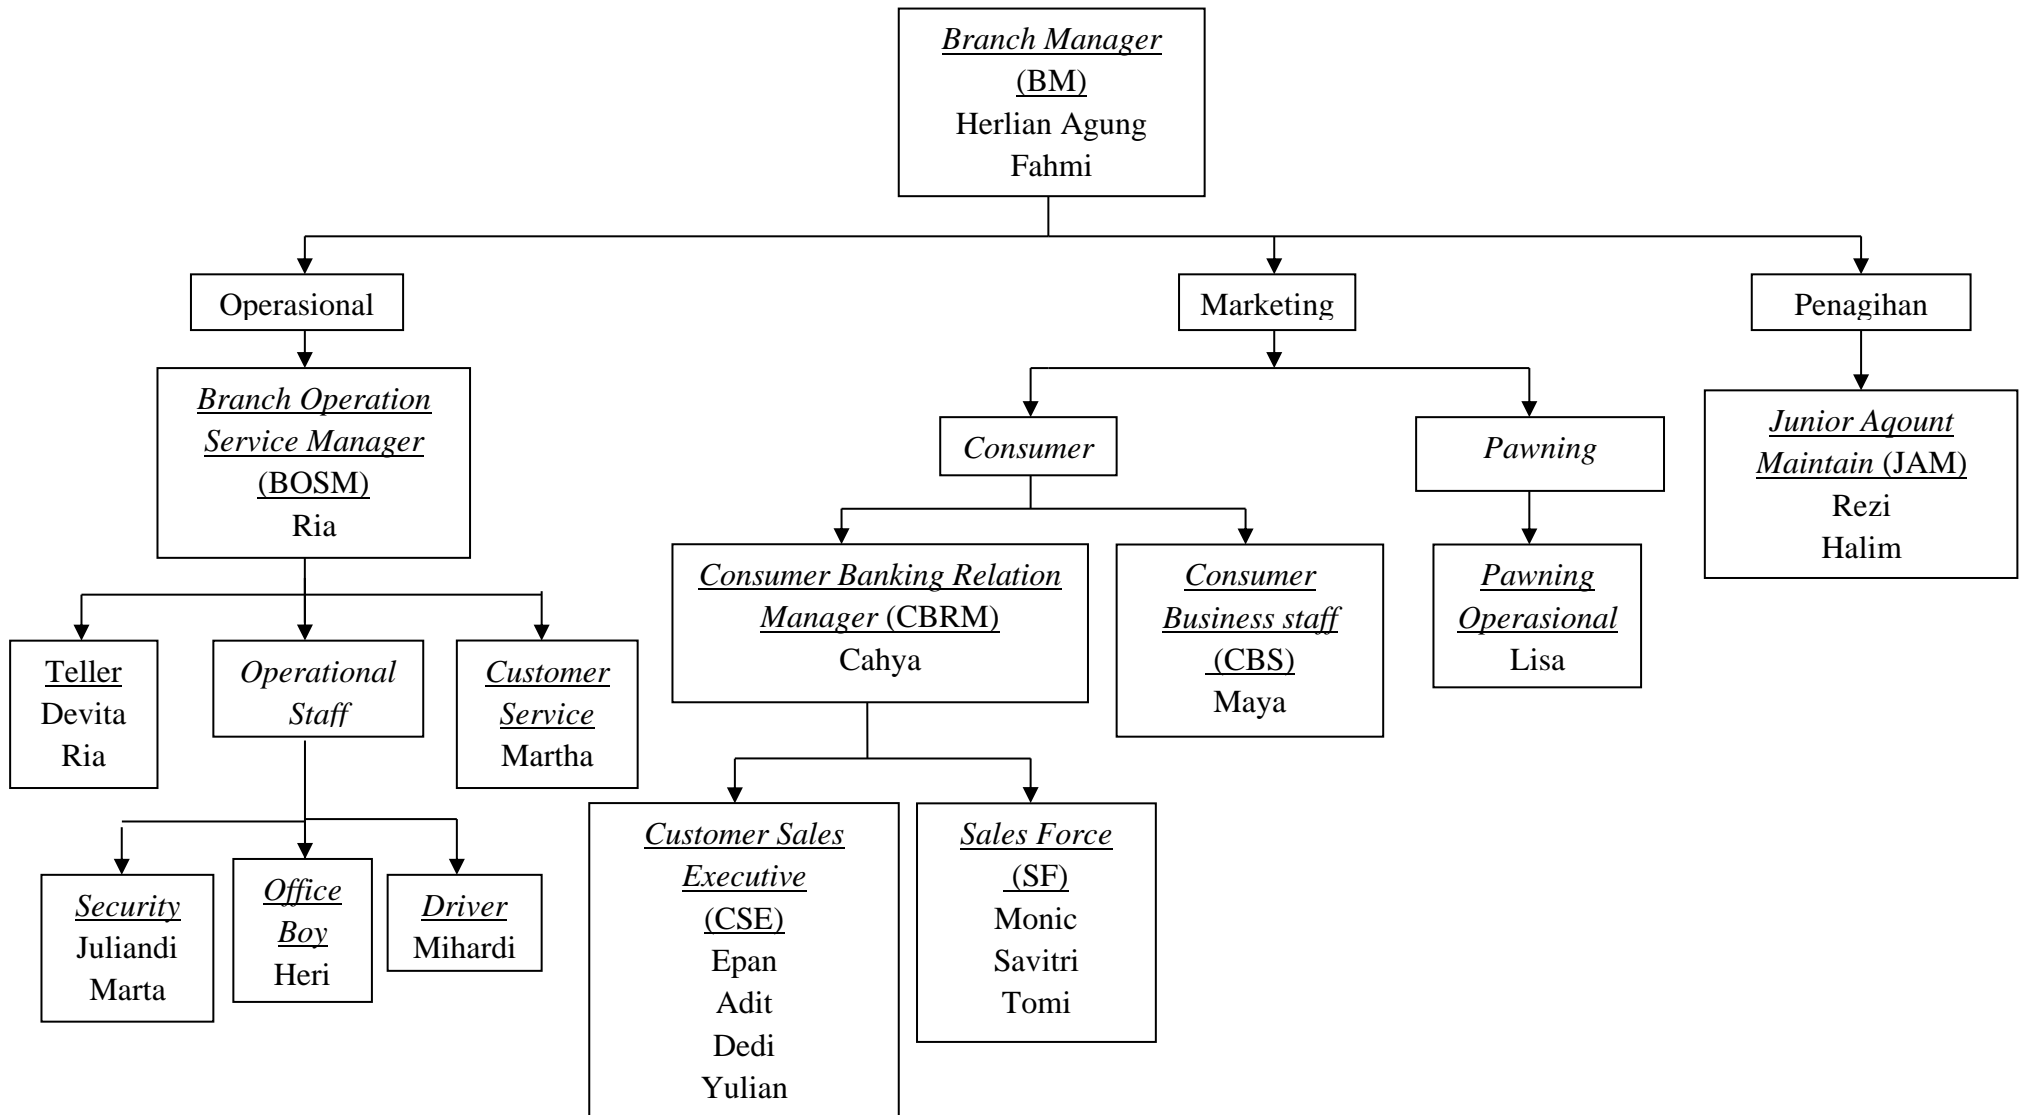 Branch Manager
(BM)
Herlian Agung
Fahmi
Operasional
Marketing
Penagihan
Branch Operation
Service Manager
(BOSM)
Ria
Consumer
Pawning
Junior Aqount
Maintain (JAM)
Rezi
Halim
Consumer Banking Relation
Manager (CBRM)
Cahya
Consumer
Business staff
(CBS)
Maya
Pawning
Operasional
Lisa
Teller
Devita
Ria
Operational
Staff
Customer
Service
Martha
Customer Sales
Executive
(CSE)
Epan
Adit
Dedi
Yulian
Sales Force
(SF)
Monic
Savitri
Tomi
Security
Juliandi
Marta
Office
Boy
Heri
Driver
Mihardi